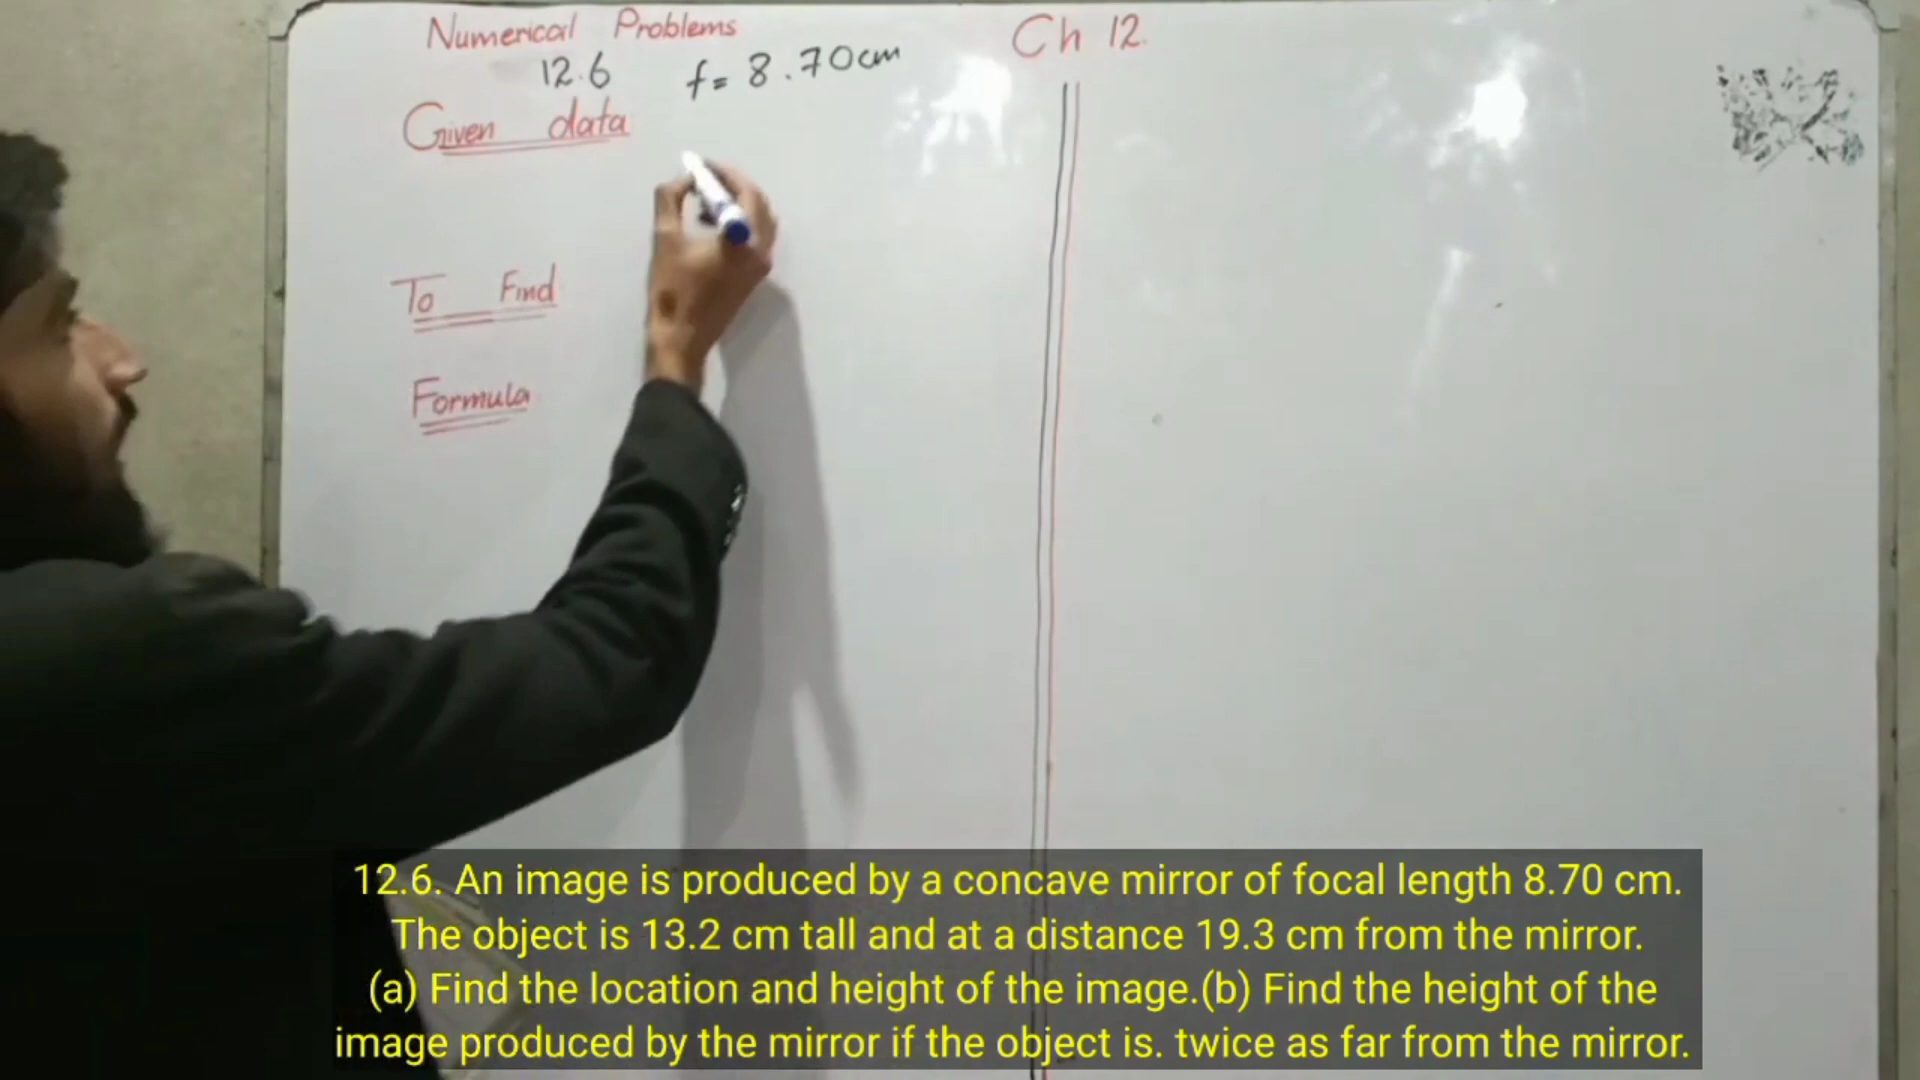 Numerical Problems
Ch 12.
12.6 f = 8.70cm
Given data
To Find
Formula
12.6. An image is produced by a concave mirror of focal length 8.70 cm.
The object is 13.2 cm tall and at a distance 19.3 cm from the mirror.
(a) Find the location and height of the image.(b) Find the height of the
image produced by the mirror if the object is. twice as far from the mirror.